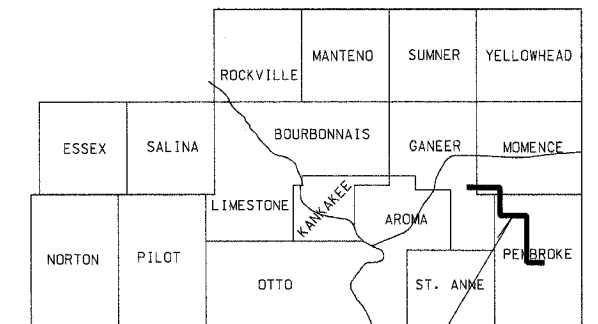 MANTENO
SUMNER
YELLOWHEAD
ROCKVILLE
BOURBONNAIS
ESSEX
SALINA
GANEER
MOMENCE
LIMESTONE
KANKAKEE
AROMA
NORTON
PILOT
PEMBROKE
OTTO
ST. ANNE